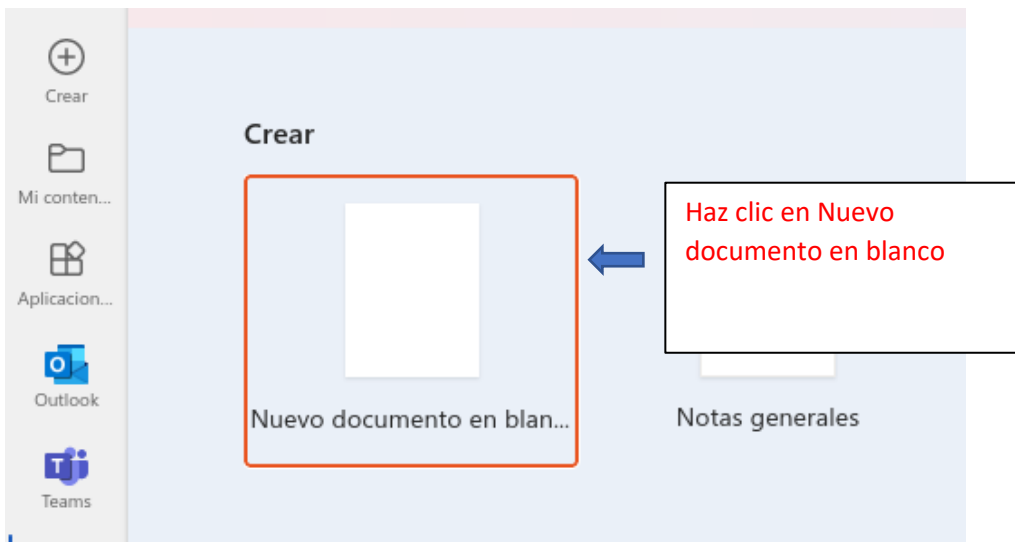 Crear
Mi conten...
Aplicacion...
Outlook
Teams
Crear
Nuevo documento en blan...
Haz clic en Nuevo
documento en blanco
Notas generales